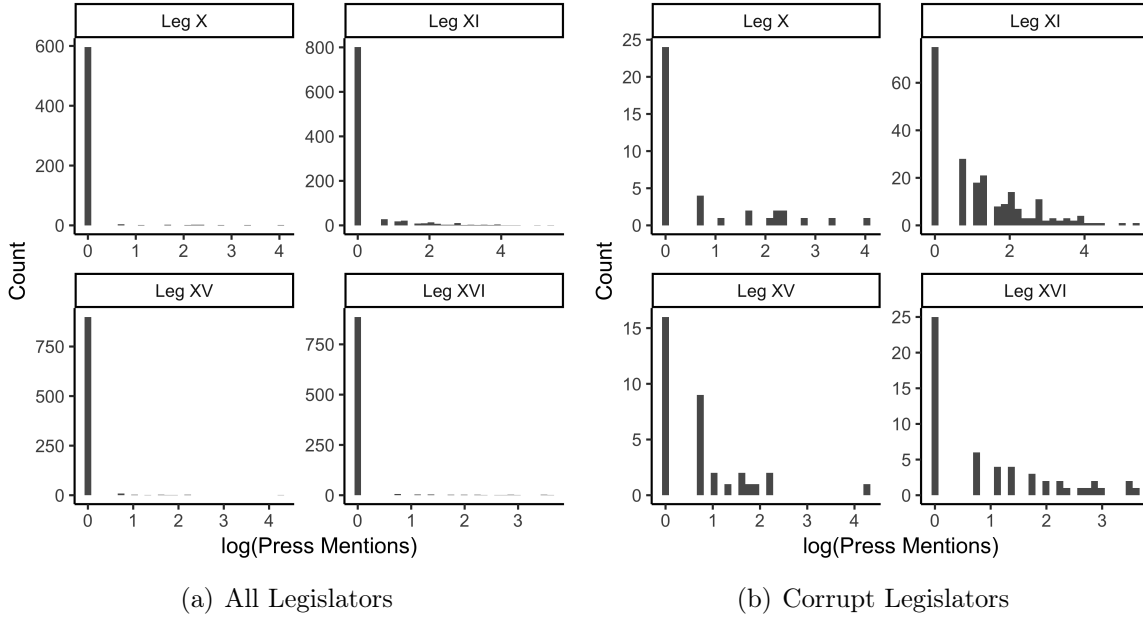 Leg X
Leg XI
600
400
200
0
800
600
400
200
0
0 1 2 3 4
0 2 4
Leg XV
Leg XVI
750
500
250
0
750
500
250
0
0 1 2 3 4
0 1 2 3
Count
log(Press Mentions)
(a) All Legislators
Leg X
Leg XI
25
20
15
10
5
0
60
40
20
0
0 1 2 3 4
0 2 4
Leg XV
Leg XVI
15
10
5
0
25
20
15
10
5
0
0 1 2 3 4
0 1 2 3
Count
log(Press Mentions)
(b) Corrupt Legislators